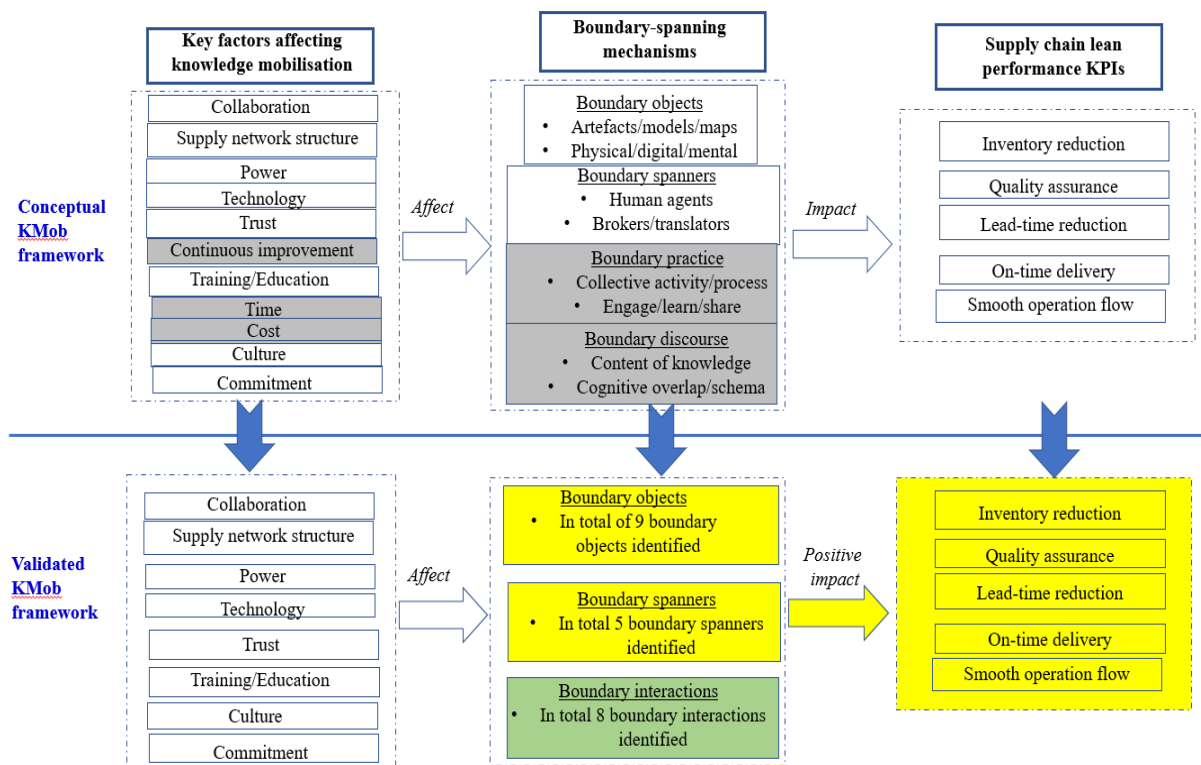 Key factors affecting
knowledge mobilisation
Boundary-spanning
mechanisms
Supply chain lean
performance KPIs
Conceptual
KMob
framework
Collaboration
Supply network structure
Power
Technology
Trust
Continuous improvement
Training/Education
Time
Cost
Culture
Commitment
Affect
Boundary objects
• Artefacts/models/maps
• Physical/digital/mental
Boundary spanners
• Human agents
• Brokers/translators
Boundary practice
• Collective activity/process
• Engage/learn/share
Boundary discourse
• Content of knowledge
• Cognitive overlap/schema
Impact
Inventory reduction
Quality assurance
Lead-time reduction
On-time delivery
Smooth operation flow
Validated
KMob
framework
Collaboration
Supply network structure
Power
Technology
Trust
Training/Education
Culture
Commitment
Affect
Boundary objects
• In total of 9 boundary
objects identified
Boundary spanners
• In total 5 boundary spanners
identified
Boundary interactions
• In total 8 boundary interactions
identified
Positive
impact
Inventory reduction
Quality assurance
Lead-time reduction
On-time delivery
Smooth operation flow